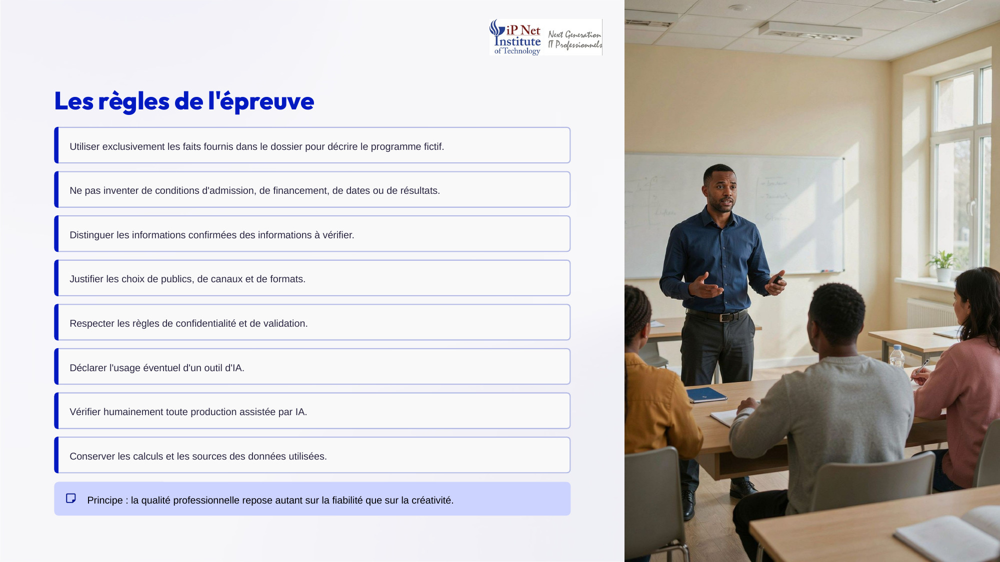 iP Net
Institute
of Technology
Next Generation
IT Professionnels
Les règles de l'épreuve
Utiliser exclusivement les faits fournis dans le dossier pour décrire le programme fictif.
Ne pas inventer de conditions d'admission, de financement, de dates ou de résultats.
Distinguer les informations confirmées des informations à vérifier.
Justifier les choix de publics, de canaux et de formats.
Respecter les règles de confidentialité et de validation.
Déclarer l'usage éventuel d'un outil d'IA.
Vérifier humainement toute production assistée par IA.
Conserver les calculs et les sources des données utilisées.
Principe : la qualité professionnelle repose autant sur la fiabilité que sur la créativité.